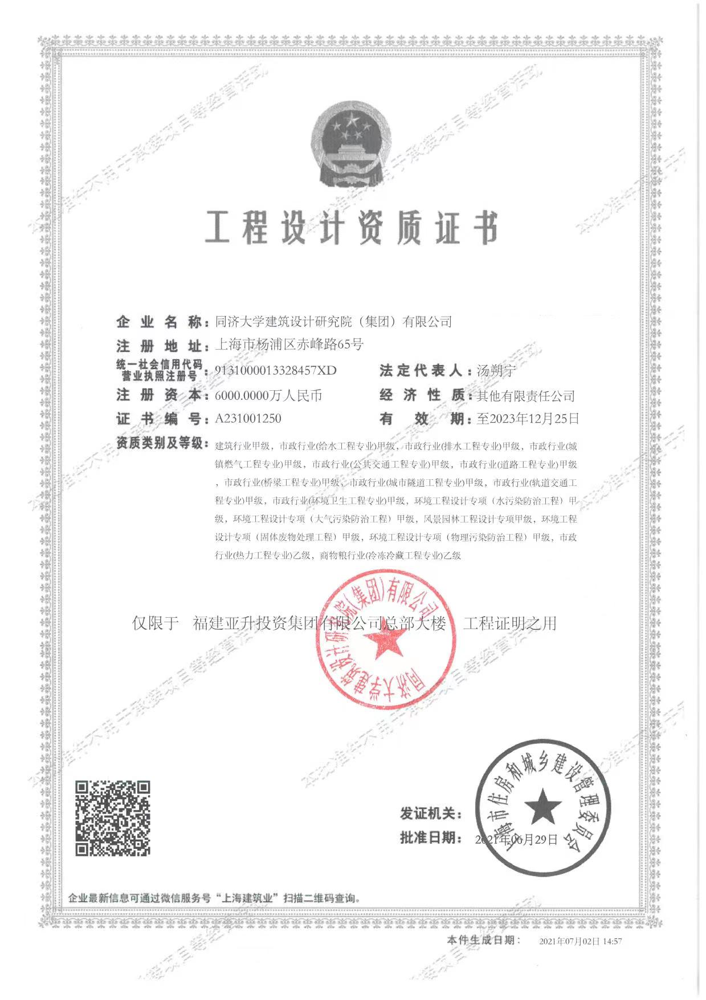 工程设计资质证书
企业名称：同济大学建筑设计研究院（集团）有限公司
注册地址：上海市杨浦区赤峰路65号
统一社会信用代码
营业执照注册号：9131000013328457XD 法定代表人：汤朔宁
注册资本：6000.0000万人民币 经济性质：其他有限责任公司
证书编号：A231001250 有效期：至2023年12月25日
资质类别及等级：建筑行业甲级，市政行业(给水工程专业)甲级，市政行业(排水工程专业)甲级，市政行业(城
镇燃气工程专业)甲级，市政行业(公共交通工程专业)甲级，市政行业(道路工程专业)甲级
，市政行业(桥梁工程专业)甲级，市政行业(城市隧道工程专业)甲级，市政行业(轨道交通工
程专业)甲级，市政行业(环境卫生工程专业)甲级，环境工程设计专项（水污染防治工程）甲
级，环境工程设计专项（大气污染防治工程）甲级，风景园林工程设计专项甲级，环境工程
设计专项（固体废物处理工程）甲级，环境工程设计专项（物理污染防治工程）甲级，市政
行业(热力工程专业)乙级，商物粮行业(冷冻冷藏工程专业)乙级
同济大学建筑设计研究院(集团)有限公司
仅限于 福建亚升投资集团有限公司总部大楼 工程证明之用
上海市住房和城乡建设管理委员会
发证机关：
批准日期：2021年06月29日
企业最新信息可通过微信服务号“上海建筑业”扫描二维码查询。
本件生成日期：2021年07月02日 14:57